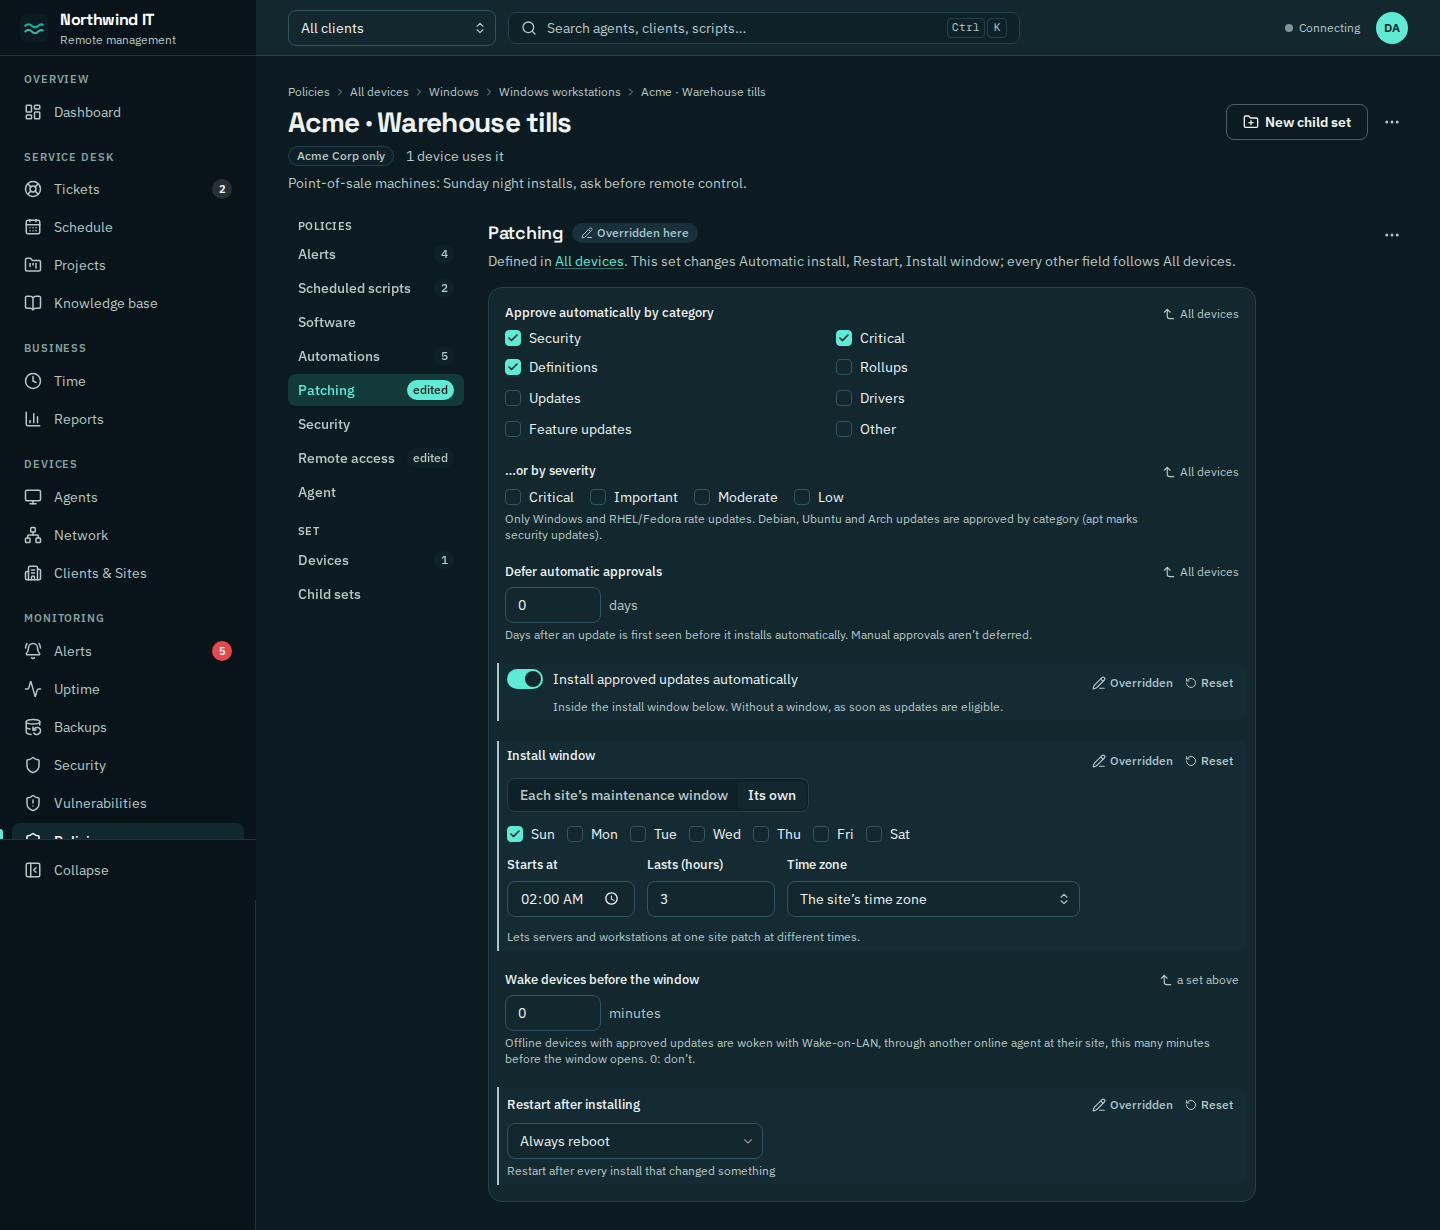 Northwind IT
Remote management
All clients
Search agents, clients, scripts...
Ctrl K
Connecting
DA
OVERVIEW
Dashboard
SERVICE DESK
Tickets 2
Schedule
Projects
Knowledge base
BUSINESS
Time
Reports
DEVICES
Agents
Network
Clients & Sites
MONITORING
Alerts 5
Uptime
Backups
Security
Vulnerabilities
Collapse
Policies > All devices > Windows > Windows workstations > Acme · Warehouse tills
Acme · Warehouse tills
New child set
Acme Corp only 1 device uses it
Point-of-sale machines: Sunday night installs, ask before remote control.
POLICIES
Alerts 4
Scheduled scripts 2
Software
Automations 5
Patching edited
Security
Remote access edited
Agent
SET
Devices 1
Child sets
Patching Overridden here
Defined in All devices. This set changes Automatic install, Restart, Install window; every other field follows All devices.
Approve automatically by category All devices
Security Critical
Definitions Rollups
Updates Drivers
Feature updates Other
...or by severity All devices
Critical Important Moderate Low
Only Windows and RHEL/Fedora rate updates. Debian, Ubuntu and Arch updates are approved by category (apt marks
security updates).
Defer automatic approvals All devices
0 days
Days after an update is first seen before it installs automatically. Manual approvals aren't deferred.
Install approved updates automatically Overridden Reset
Inside the install window below. Without a window, as soon as updates are eligible.
Install window Overridden Reset
Each site's maintenance window Its own
Sun Mon Tue Wed Thu Fri Sat
Starts at Lasts (hours) Time zone
02:00 AM 3 The site's time zone
Lets servers and workstations at one site patch at different times.
Wake devices before the window a set above
0 minutes
Offline devices with approved updates are woken with Wake-on-LAN, through another online agent at their site, this many minutes
before the window opens. 0: don't.
Restart after installing Overridden Reset
Always reboot
Restart after every install that changed something